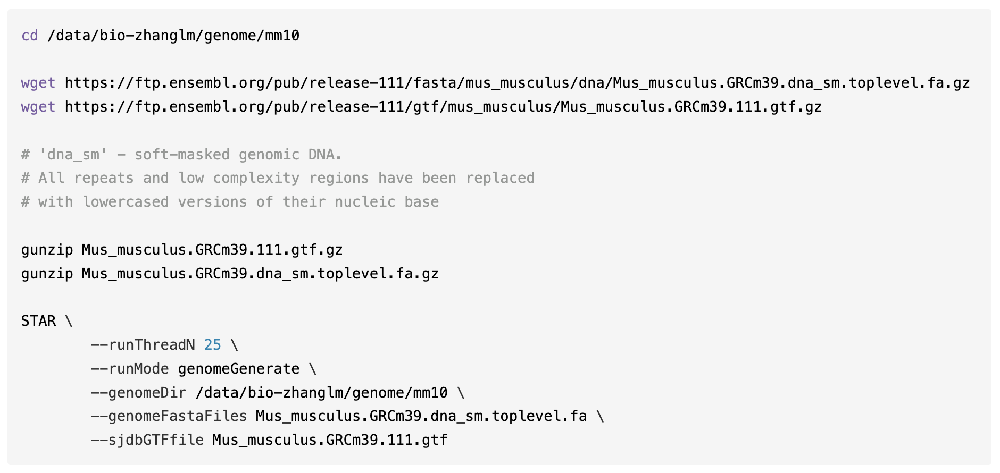 cd /data/bio-zhanglm/genome/mm10
wget https://ftp.ensembl.org/pub/release-111/fasta/mus_musculus/dna/Mus_musculus.GRCm39.dna_sm.toplevel.fa.gz
wget https://ftp.ensembl.org/pub/release-111/gtf/mus_musculus/Mus_musculus.GRCm39.111.gtf.gz
# 'dna_sm' - soft-masked genomic DNA.
# All repeats and low complexity regions have been replaced
# with lowercased versions of their nucleic base
gunzip Mus_musculus.GRCm39.111.gtf.gz
gunzip Mus_musculus.GRCm39.dna_sm.toplevel.fa.gz
STAR \
--runThreadN 25 \
--runMode genomeGenerate \
--genomeDir /data/bio-zhanglm/genome/mm10 \
--genomeFastaFiles Mus_musculus.GRCm39.dna_sm.toplevel.fa \
--sjdbGTFfile Mus_musculus.GRCm39.111.gtf